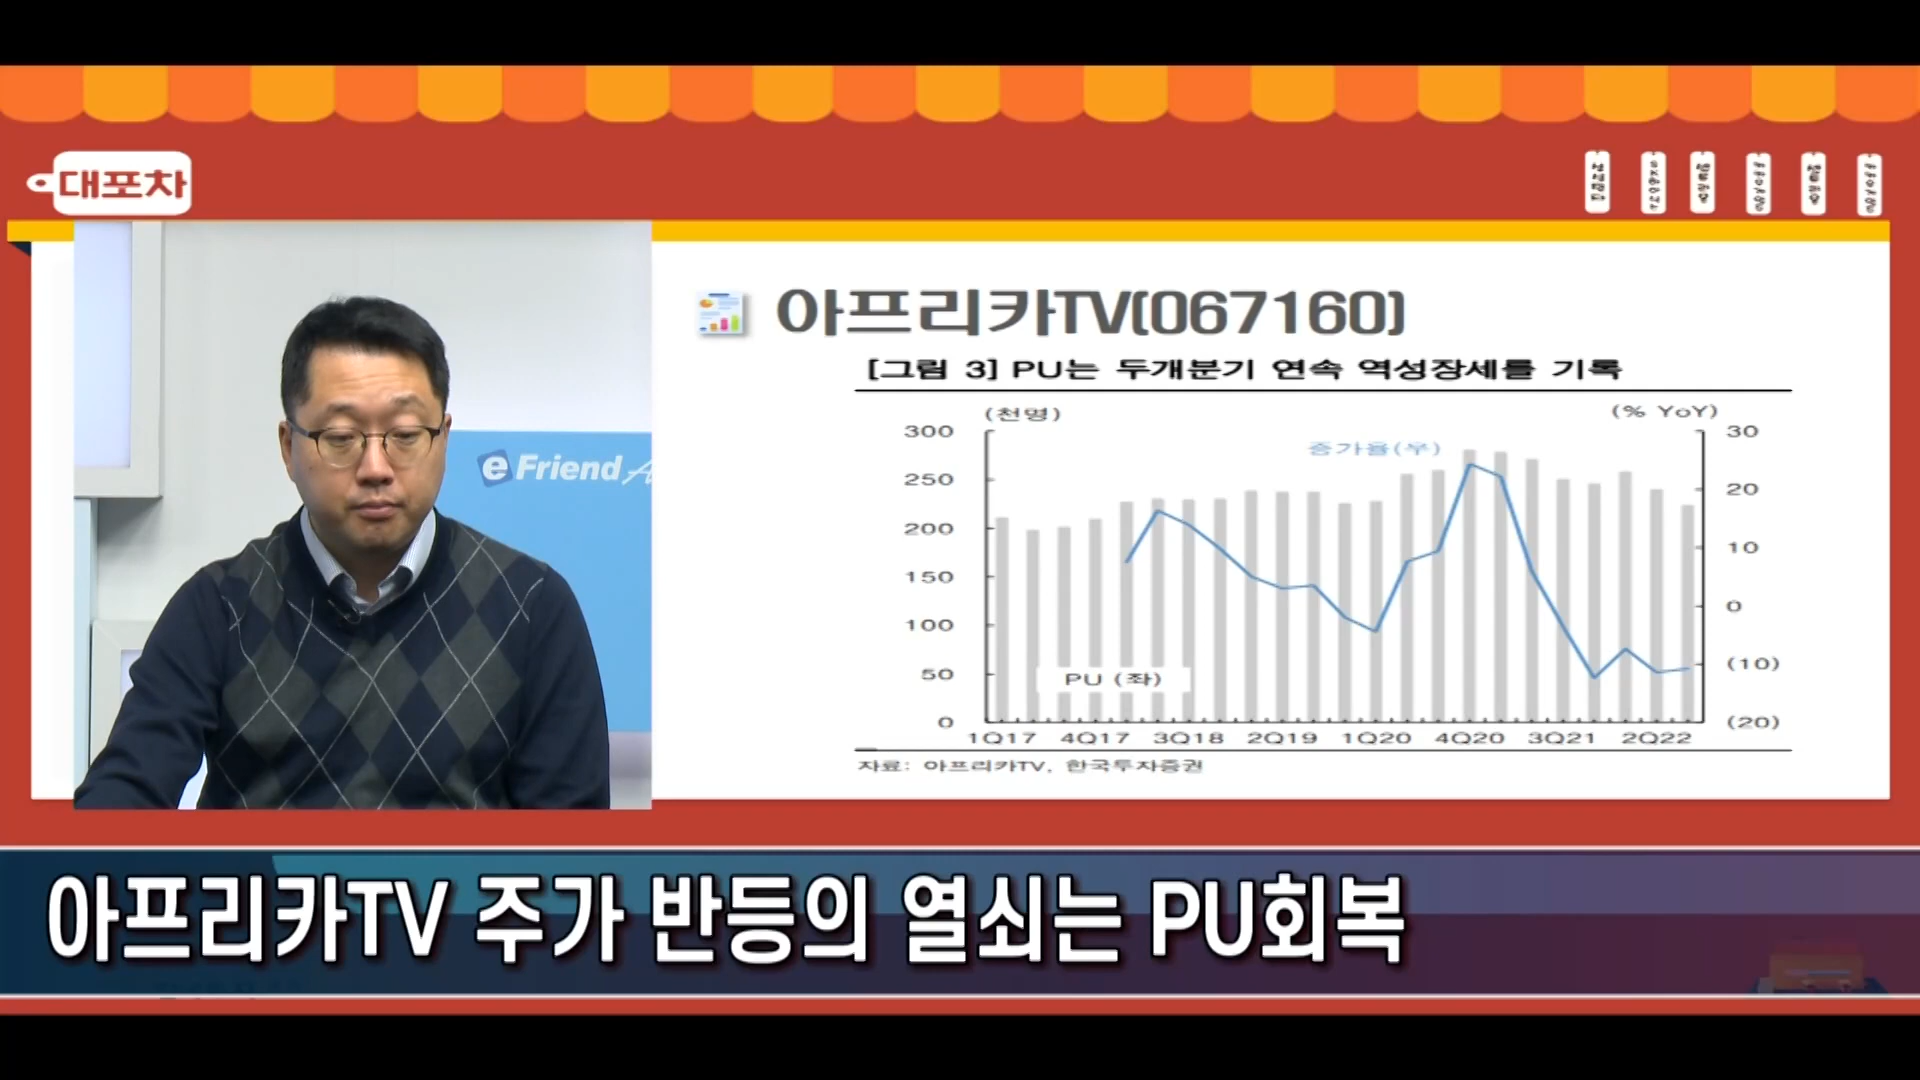 대포차
eFriend
아프리카TV(067160)
[그림 3] PU는 두개분기 연속 역성장세를 기록
(천명)
(% YoY)
증가율(우)
300
250
200
150
100
50
0
30
20
10
0
(10)
(20)
PU (좌)
1Q17 4Q17 3Q18 2Q19 1Q20 4Q20 3Q21 2Q22
자료: 아프리카TV, 한국투자증권
아프리카TV 주가 반등의 열쇠는 PU회복